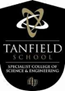 TANFIELD
SCHOOL
SPECIALIST COLLEGE OF
SCIENCE & ENGINEERING